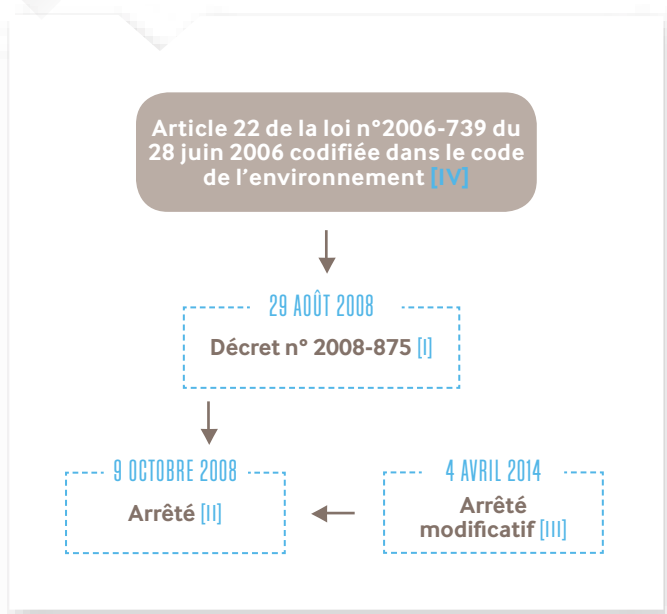 Article 22 de la loi n°2006-739 du
28 juin 2006 codifiée dans le code
de l'environnement [IV]
29 AOÛT 2008
Décret n° 2008-875 [I]
9 OCTOBRE 2008
Arrêté [II]
4 AVRIL 2014
Arrêté
modificatif [III]